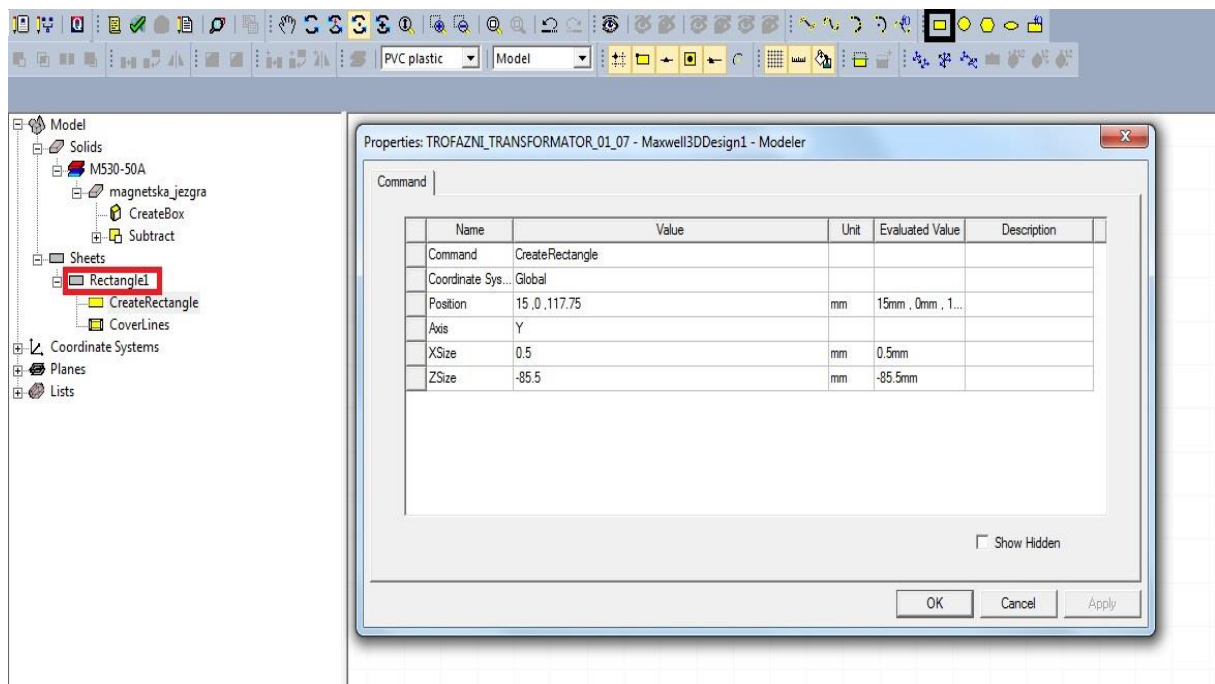 PVC plastic Model
Model
Solids
M530-50A
magnetska_jezgra
CreateBox
Subtract
Sheets
Rectangle1
CreateRectangle
CoverLines
Coordinate Systems
Planes
Lists
Properties: TROFAZNI_TRANSFORMATOR_01_07 - Maxwell3DDesign1 - Modeler
Command
Name Value Unit Evaluated Value Description
Command CreateRectangle
Coordinate Sys... Global
Position 15 ,0 ,117.75 mm 15mm , 0mm , 1...
Axis Y
XSize 0.5 mm 0.5mm
ZSize -85.5 mm -85.5mm
Show Hidden
OK Cancel Apply